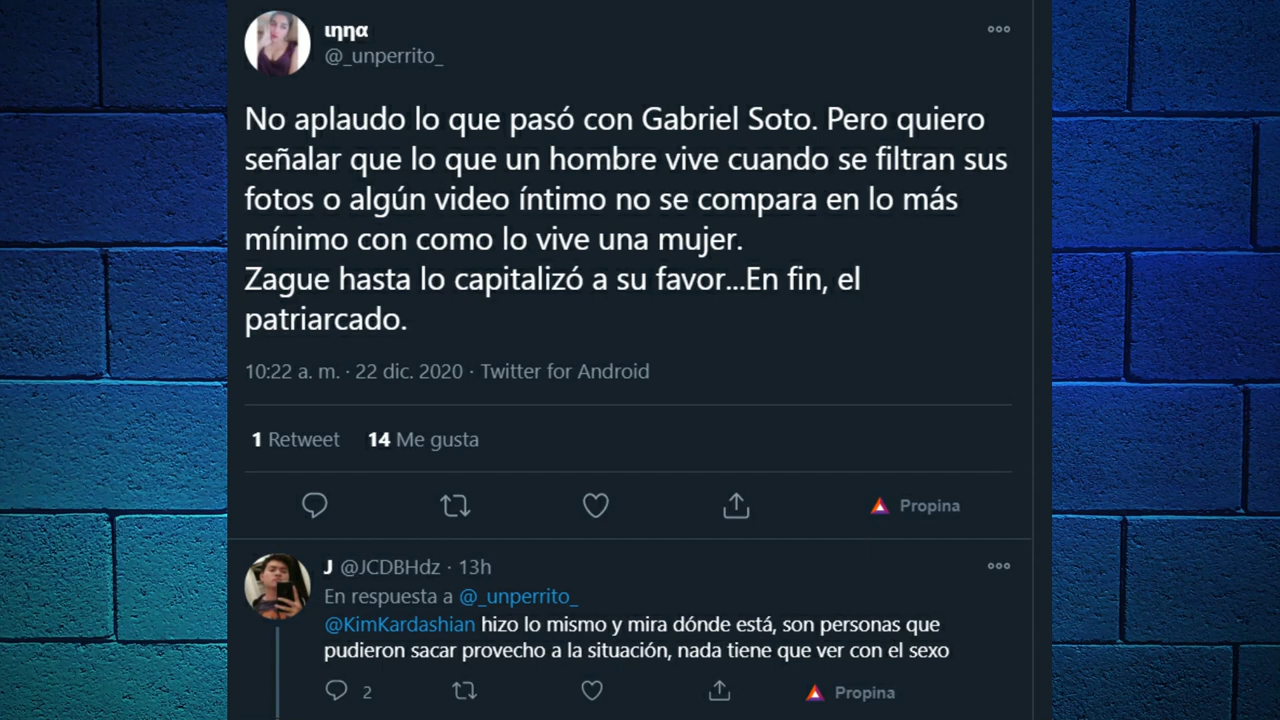 ιηηα
@_unperrito_
No aplaudo lo que pasó con Gabriel Soto. Pero quiero
señalar que lo que un hombre vive cuando se filtran sus
fotos o algún video íntimo no se compara en lo más
mínimo con como lo vive una mujer.
Zague hasta lo capitalizó a su favor...En fin, el
patriarcado.
10:22 a. m. · 22 dic. 2020 · Twitter for Android
1 Retweet 14 Me gusta
Propina
J @JCDBHdz · 13h
En respuesta a @_unperrito_
@KimKardashian hizo lo mismo y mira dónde está, son personas que
pudieron sacar provecho a la situación, nada tiene que ver con el sexo
2 Propina